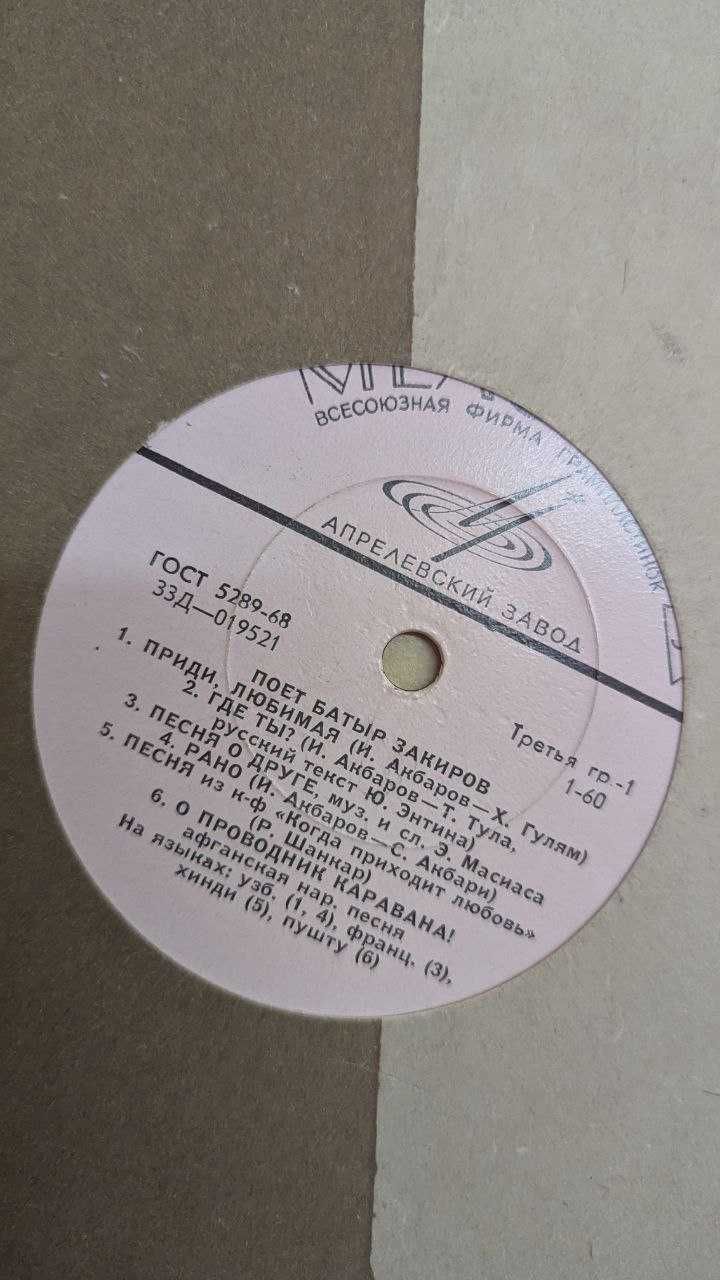 ВСЕСОЮЗНАЯ ФИРМА ГРАМПЛАСТИНОК
АПРЕЛЕВСКИЙ ЗАВОД
ГОСТ 5289-68
33Д—019521
Третья гр.-1
1-60
ПОЕТ БАТЫР ЗАКИРОВ
1. ПРИДИ, ЛЮБИМАЯ (И. Акбаров—Х. Гулям)
2. ГДЕ ТЫ? (И. Акбаров—Т. Тула,
русский текст Ю. Энтина)
3. ПЕСНЯ О ДРУГЕ, муз. и сл. Э. Масиаса
4. РАНО (И. Акбаров—С. Акбари)
5. ПЕСНЯ из к-ф «Когда приходит любовь»
(Р. Шанкар)
6. О ПРОВОДНИК КАРАВАНА!
афганская нар. песня
На языках: узб. (1, 4), франц. (3),
хинди (5), пушту (6)